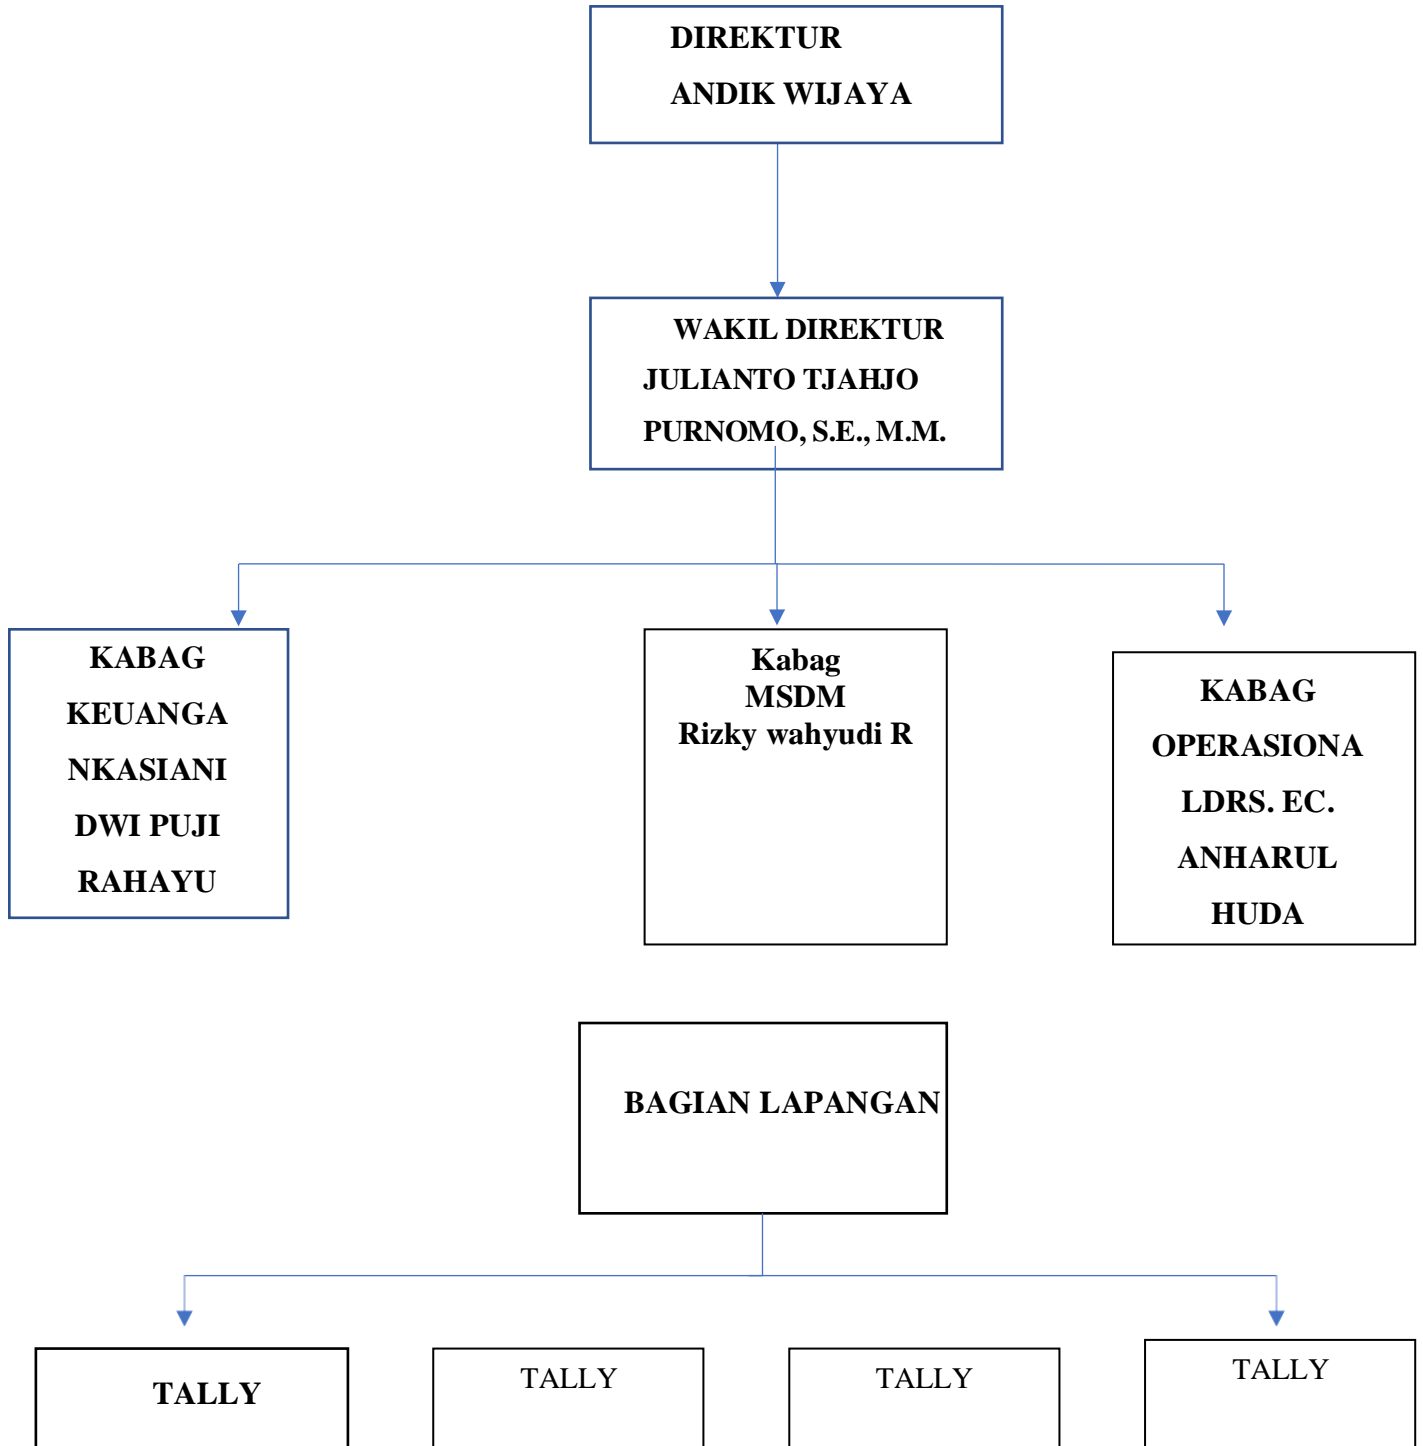 DIREKTUR
ANDIK WIJAYA
WAKIL DIREKTUR
JULIANTO TJAHJO
PURNOMO, S.E., M.M.
KABAG
KEUANGA
NKASIANI
DWI PUJI
RAHAYU
Kabag
MSDM
Rizky wahyudi R
KABAG
OPERASIONA
LDRS. EC.
ANHARUL
HUDA
BAGIAN LAPANGAN
TALLY
TALLY
TALLY
TALLY